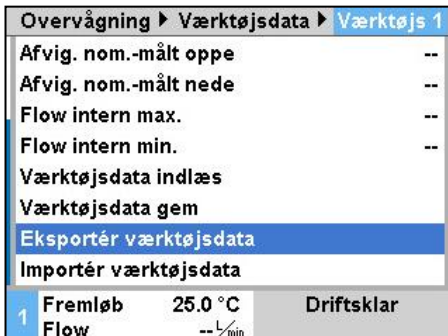 Overvågning ▶ Værktøjsdata ▶ Værktøjs 1
Afvig. nom.-målt oppe --
Afvig. nom.-målt nede --
Flow intern max. --
Flow intern min. --
Værktøjsdata indlæs
Værktøjsdata gem
Eksportér værktøjsdata
Importér værktøjsdata
1 Fremløb 25.0 °C Driftsklar
Flow -- L/min